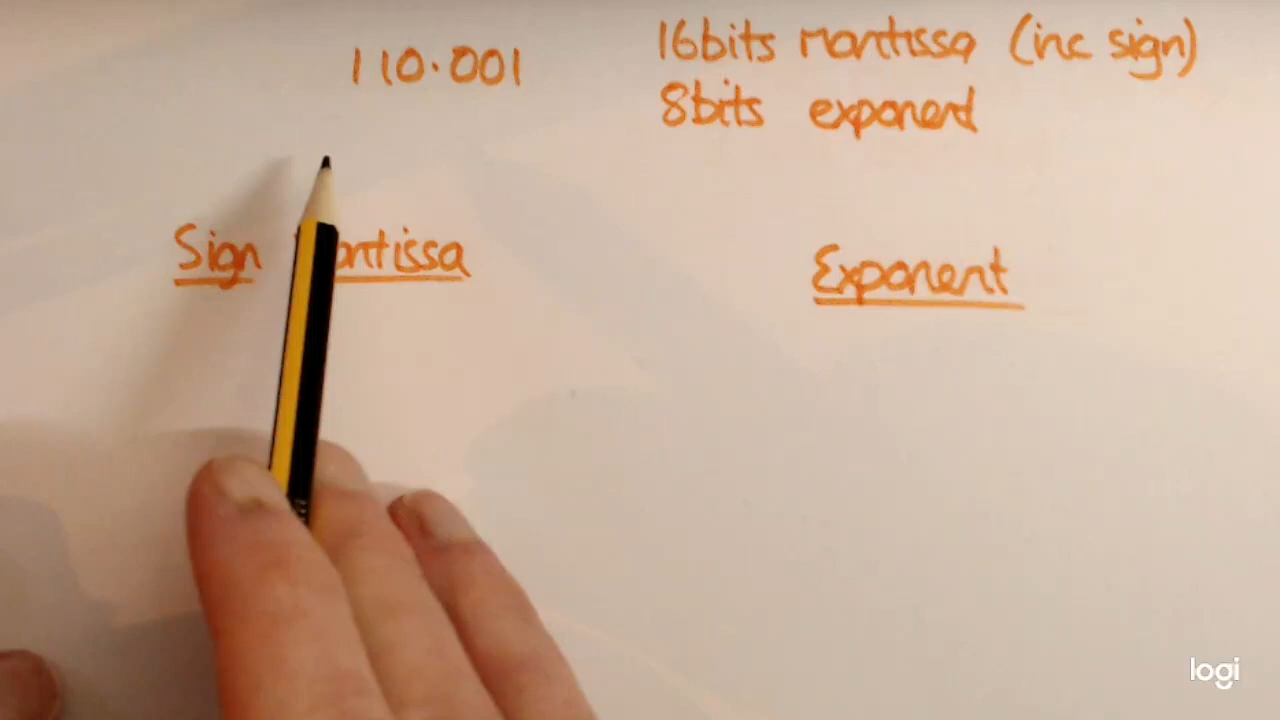 110.001
16bits mantissa (inc sign)
8bits exponent
Sign
Exponent
logi